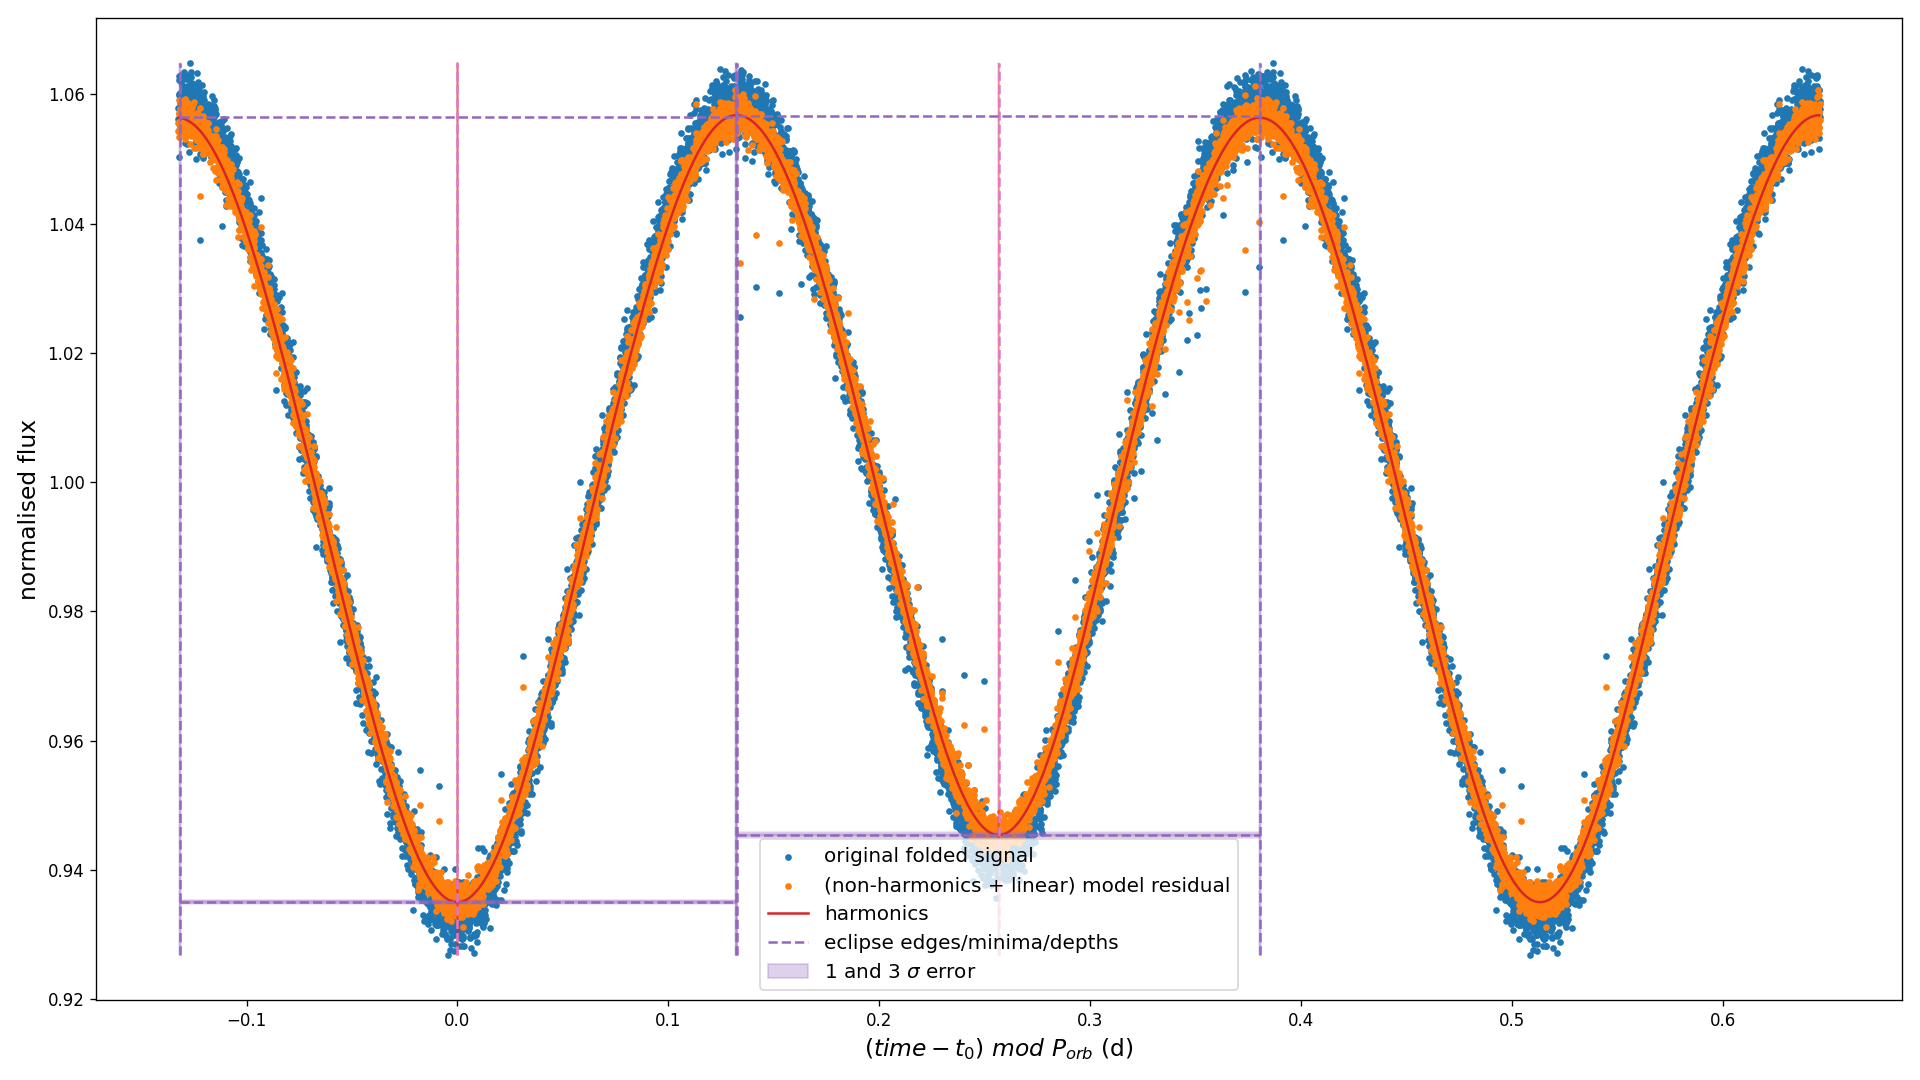 normalised flux
1.06
1.04
1.02
1.00
0.98
0.96
0.94
0.92
original folded signal
(non-harmonics + linear) model residual
harmonics
eclipse edges/minima/depths
1 and 3 σ error
−0.1
0.0
0.1
0.2
0.3
0.4
0.5
0.6
(time − t₀) mod P_orb (d)